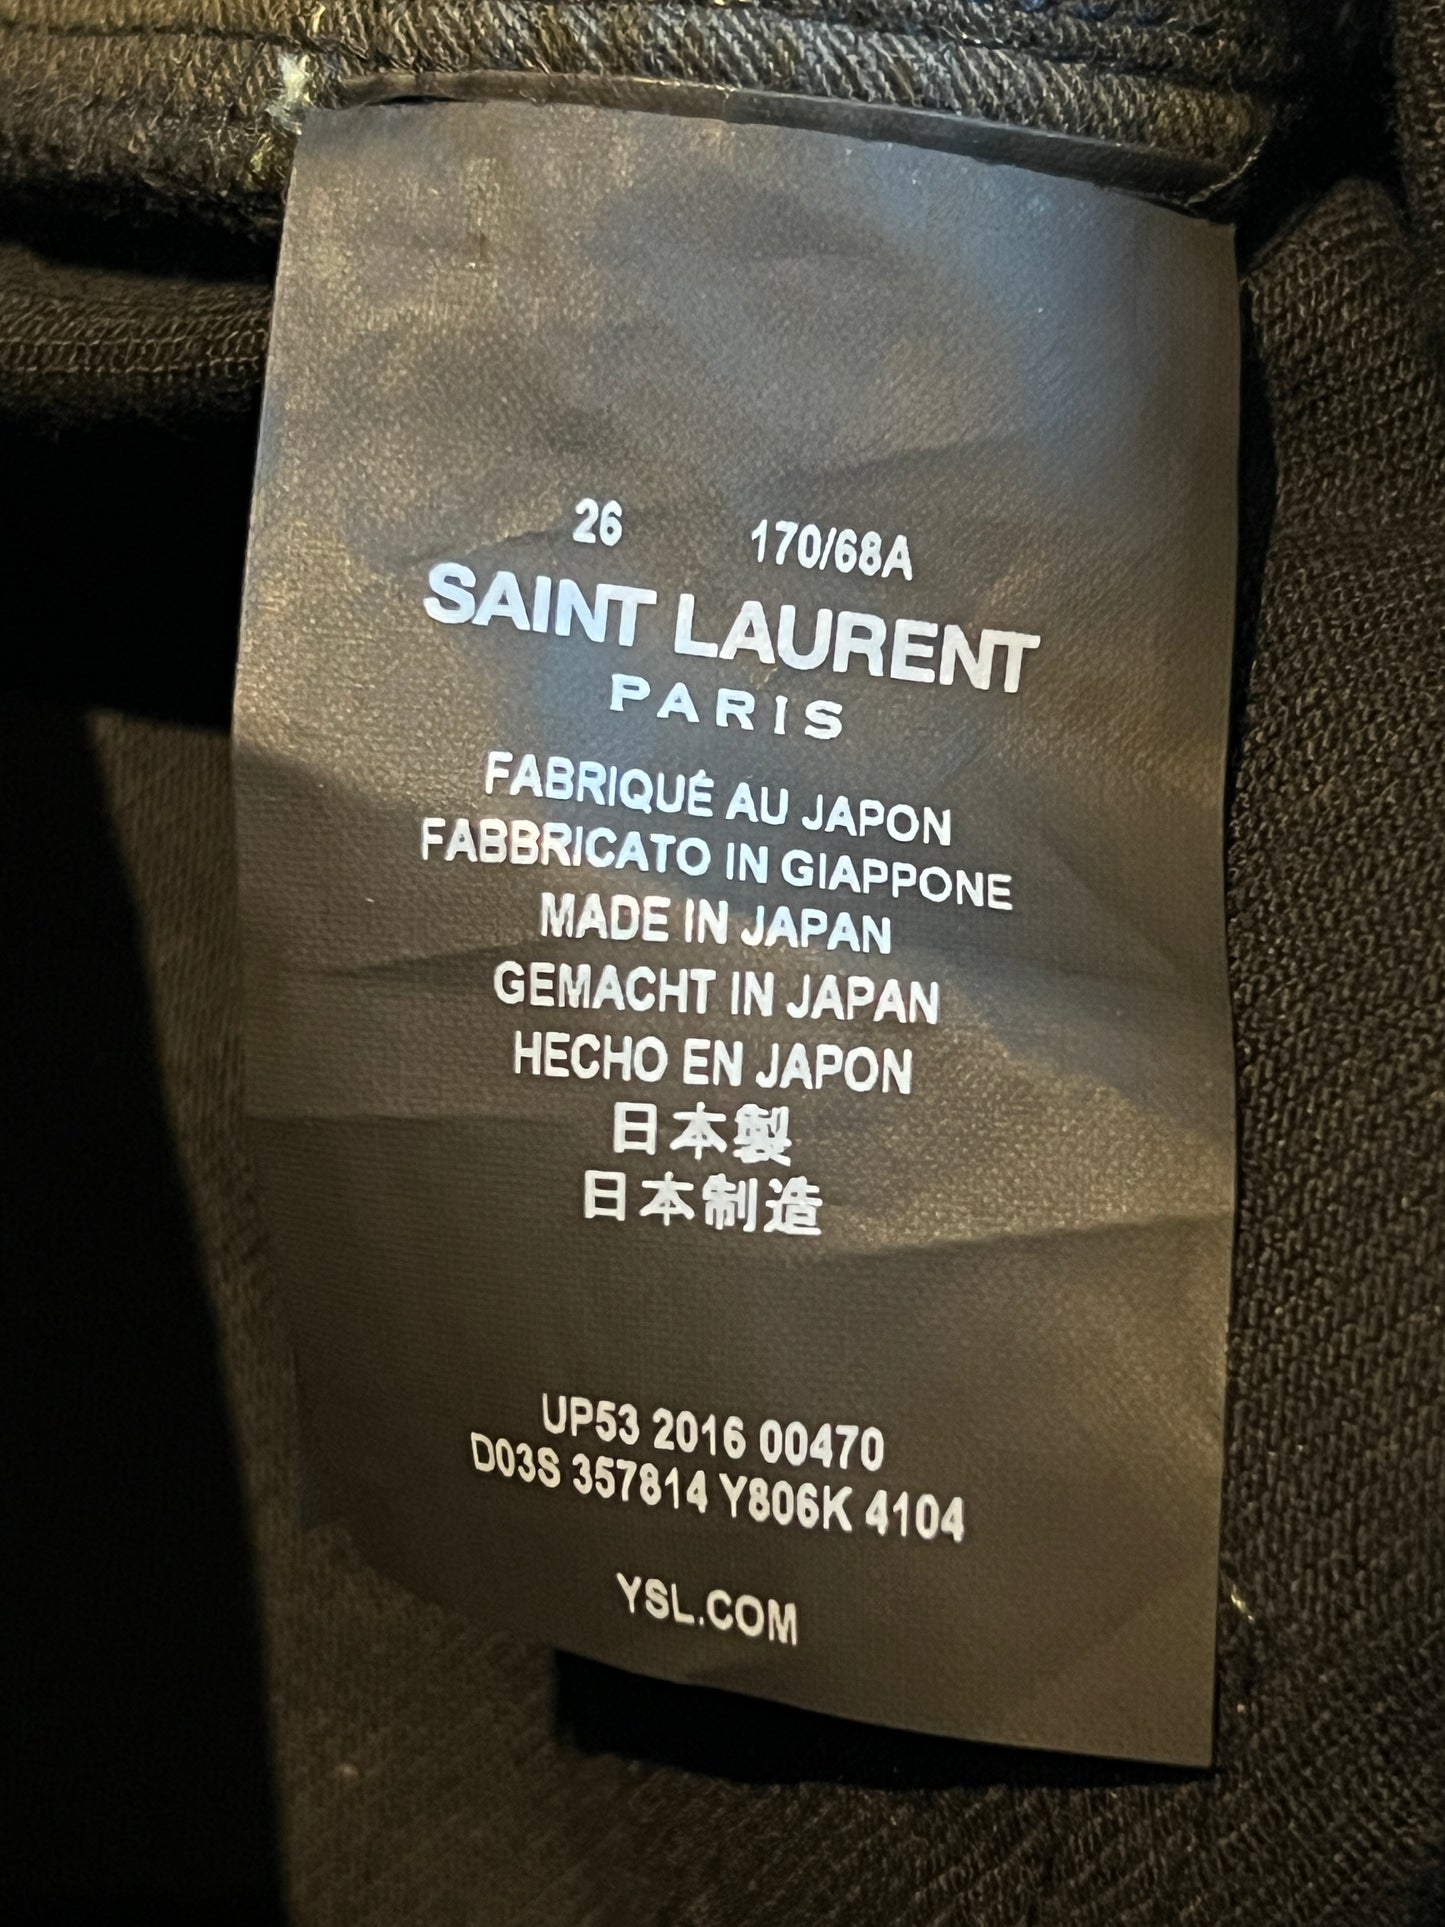 26 170/68A
SAINT LAURENT
PARIS
FABRIQUÉ AU JAPON
FABBRICATO IN GIAPPONE
MADE IN JAPAN
GEMACHT IN JAPAN
HECHO EN JAPON
日本製
日本制造
UP53 2016 00470
D03S 357814 Y806K 4104
YSL.COM